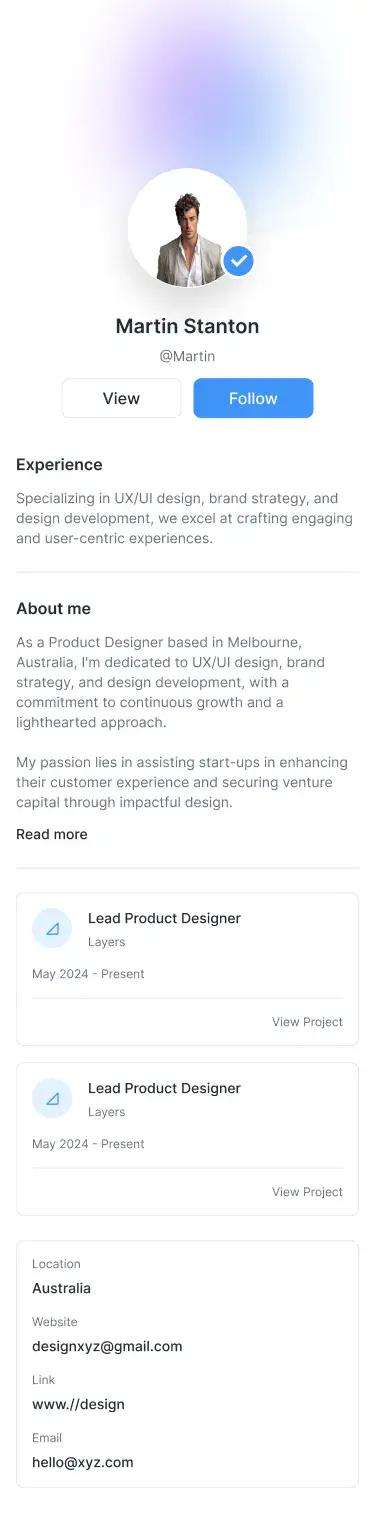 Martin Stanton
@Martin
View
Follow
Experience
Specializing in UX/UI design, brand strategy, and
design development, we excel at crafting engaging
and user-centric experiences.
About me
As a Product Designer based in Melbourne,
Australia, I'm dedicated to UX/UI design, brand
strategy, and design development, with a
commitment to continuous growth and a
lighthearted approach.
My passion lies in assisting start-ups in enhancing
their customer experience and securing venture
capital through impactful design.
Read more
Lead Product Designer
Layers
May 2024 - Present
View Project
Lead Product Designer
Layers
May 2024 - Present
View Project
Location
Australia
Website
designxyz@gmail.com
Link
www.//design
Email
hello@xyz.com